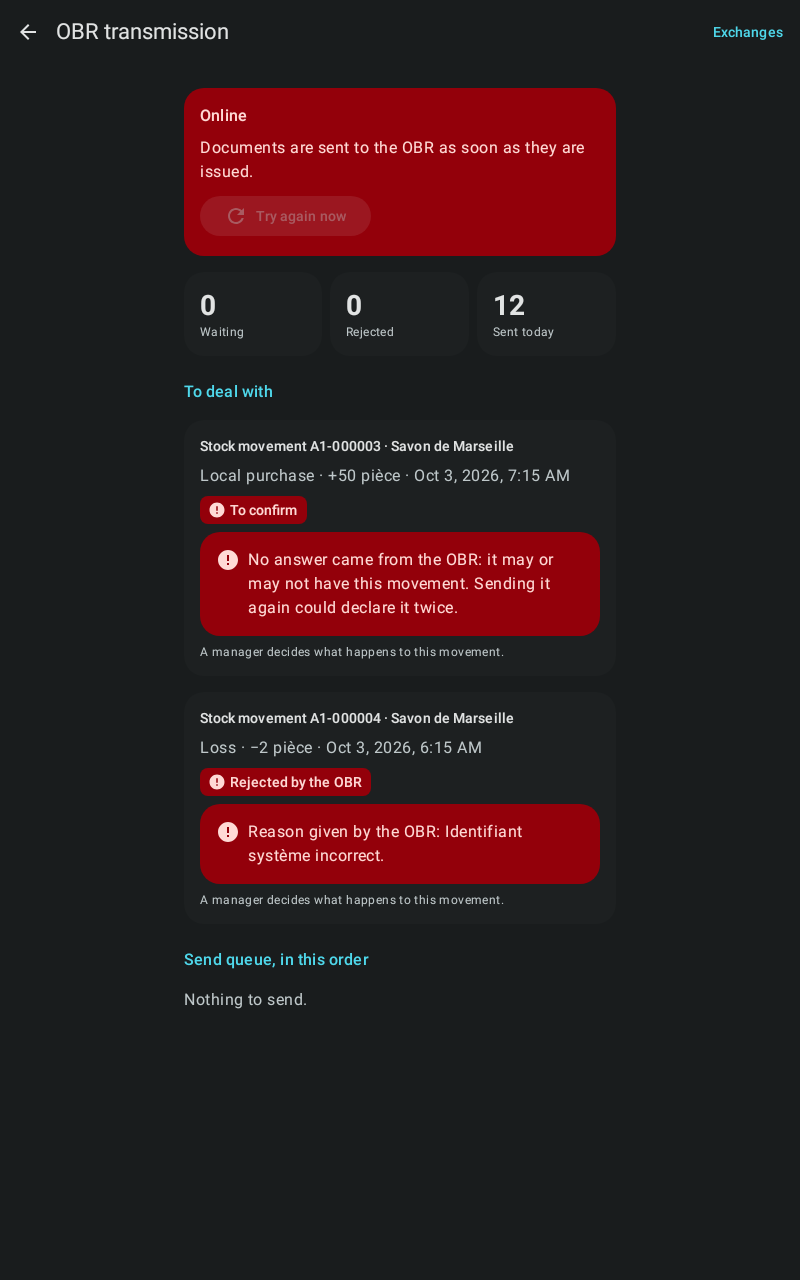 OBR transmission
Exchanges
Online
Documents are sent to the OBR as soon as they are
issued.
Try again now
0
Waiting
0
Rejected
12
Sent today
To deal with
Stock movement A1-000003 · Savon de Marseille
Local purchase · +50 pièce · Oct 3, 2026, 7:15 AM
To confirm
No answer came from the OBR: it may or
may not have this movement. Sending it
again could declare it twice.
A manager decides what happens to this movement.
Stock movement A1-000004 · Savon de Marseille
Loss · −2 pièce · Oct 3, 2026, 6:15 AM
Rejected by the OBR
Reason given by the OBR: Identifiant
système incorrect.
A manager decides what happens to this movement.
Send queue, in this order
Nothing to send.